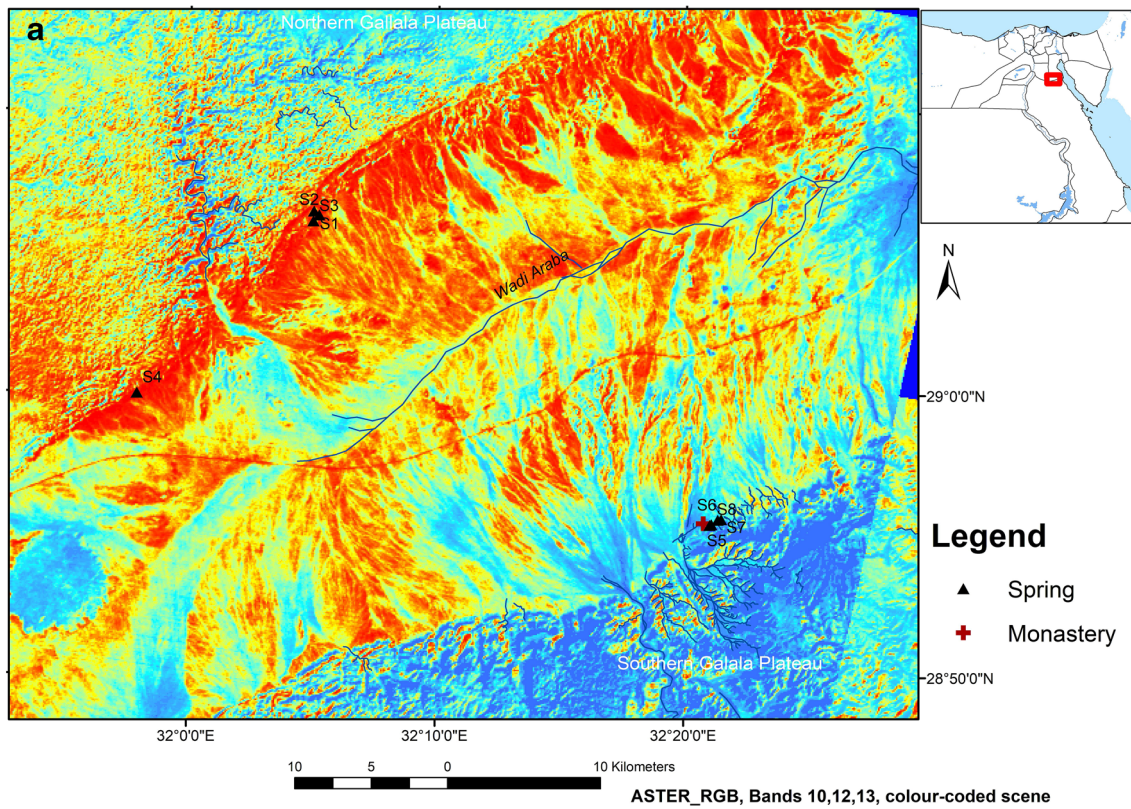 a
Northern Gallala Plateau
S2
S3
S1
Wadi Araba
S4
S6
S8
S7
S5
Southern Galala Plateau
N
29°0'0"N
28°50'0"N
Legend
Spring
Monastery
32°0'0"E
32°10'0"E
32°20'0"E
10 5 0 10 Kilometers
ASTER_RGB, Bands 10,12,13, colour-coded scene